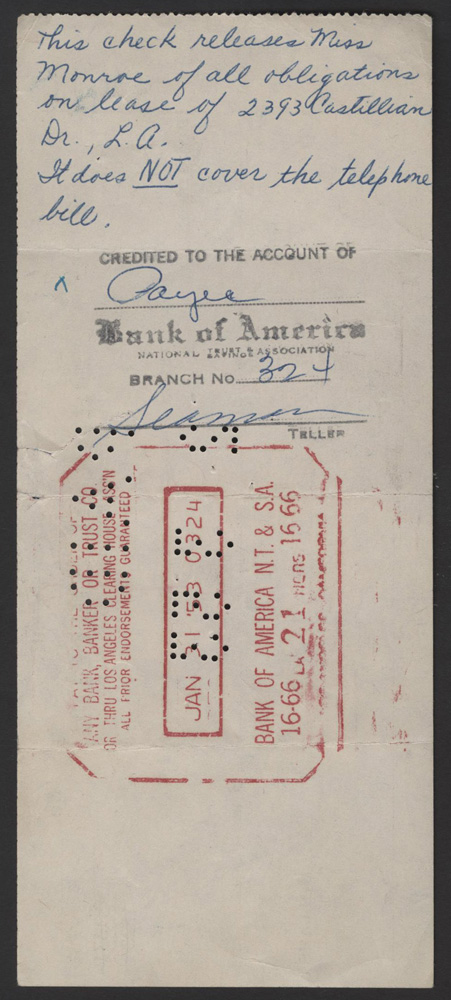 This check releases Miss
Monroe of all obligations
on lease of 2393 Castillian
Dr., L.A.
It does NOT cover the telephone
bill.
CREDITED TO THE ACCOUNT OF
Payee
Bank of America
NATIONAL TRUST & SAVINGS ASSOCIATION
BRANCH No. 324
Seaman
TELLER
ANY BANK, BANKER OR TRUST CO.
OR THRU LOS ANGELES CLEARING HOUSE ASS'N
ALL PRIOR ENDORSEMENTS GUARANTEED
JAN 31 '53 0324
BANK OF AMERICA N.T. & S.A.
16-66 LA 21 HDRS 16 66